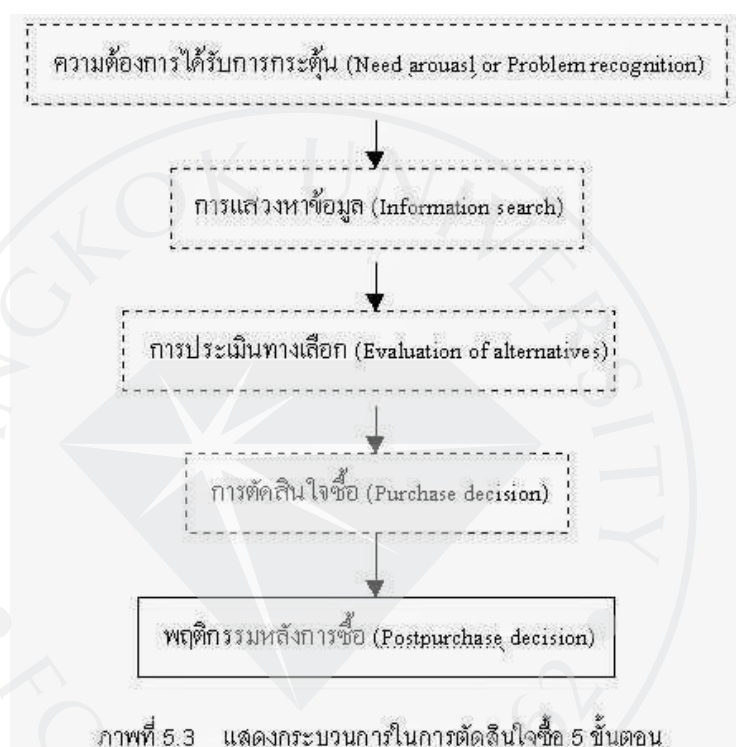 ความต้องการได้รับการกระตุ้น (Need arouasl or Problem recognition)
การแสวงหาข้อมูล (Information search)
การประเมินทางเลือก (Evaluation of alternatives)
การตัดสินใจซื้อ (Purchase decision)
พฤติกรรมหลังการซื้อ (Postpurchase decision)
ภาพที่ 5.3 แสดงกระบวนการในการตัดสินใจซื้อ 5 ขั้นตอน